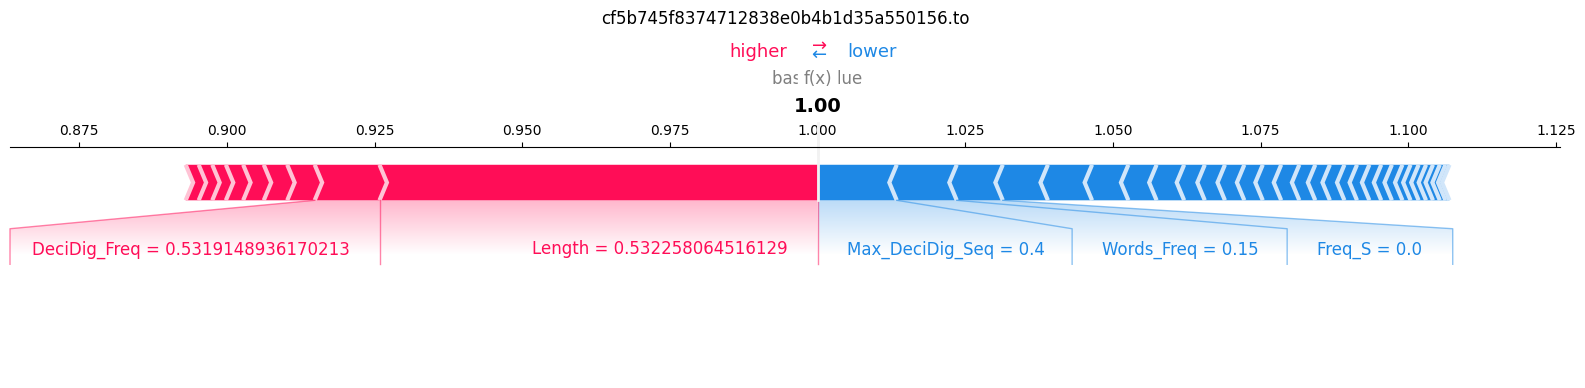 cf5b745f8374712838e0b4b1d35a550156.to
higher → ← lower
bas f(x) lue
1.00
0.875 0.900 0.925 0.950 0.975 1.000 1.025 1.050 1.075 1.100 1.125
DeciDig_Freq = 0.5319148936170213 Length = 0.532258064516129 Max_DeciDig_Seq = 0.4 Words_Freq = 0.15 Freq_S = 0.0